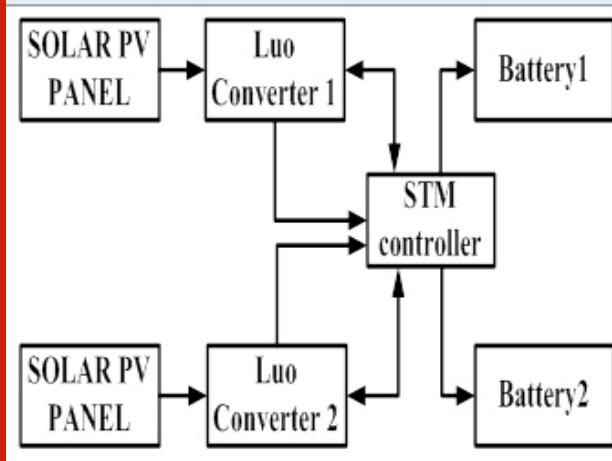 SOLAR PV
PANEL
Luo
Converter 1
Battery1
STM
controller
SOLAR PV
PANEL
Luo
Converter 2
Battery2